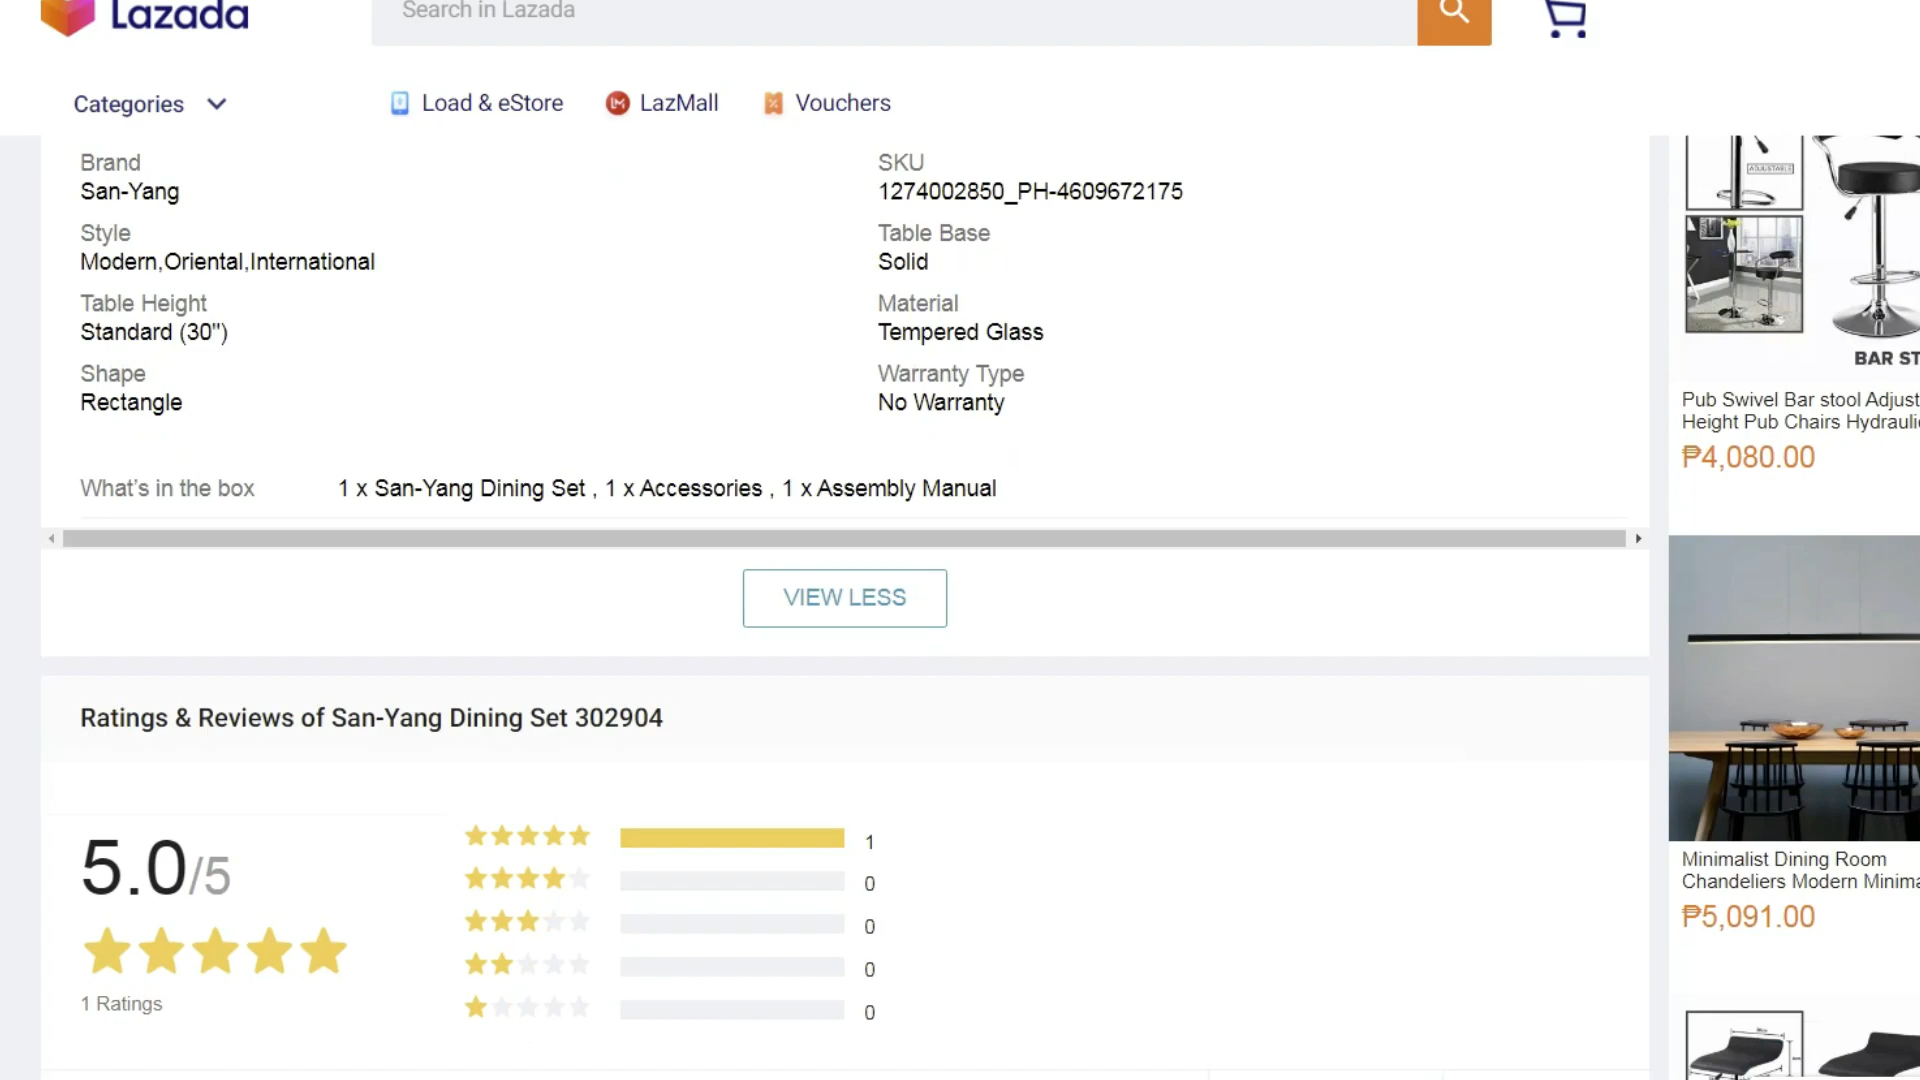 Lazada
Search in Lazada
Categories
Load & eStore
LazMall
Vouchers
Brand
San-Yang
SKU
1274002850_PH-4609672175
Style
Modern,Oriental,International
Table Base
Solid
Table Height
Standard (30")
Material
Tempered Glass
Shape
Rectangle
Warranty Type
No Warranty
What's in the box
1 x San-Yang Dining Set , 1 x Accessories , 1 x Assembly Manual
VIEW LESS
Ratings & Reviews of San-Yang Dining Set 302904
5.0/5
1 Ratings
1
0
0
0
0
ADJUSTABLE
BAR ST
Pub Swivel Bar stool Adjust
Height Pub Chairs Hydrauli
₱4,080.00
Minimalist Dining Room
Chandeliers Modern Minima
₱5,091.00